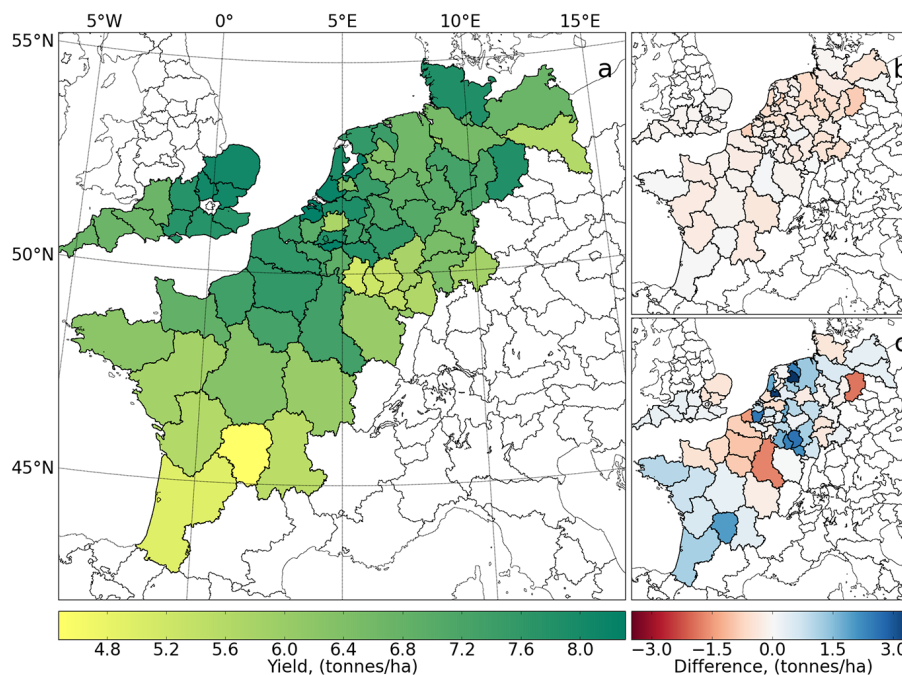 5°W 0° 5°E 10°E 15°E
55°N
a
b
50°N
c
45°N
4.8 5.2 5.6 6.0 6.4 6.8 7.2 7.6 8.0
Yield, (tonnes/ha)
−3.0 −1.5 0.0 1.5 3.0
Difference, (tonnes/ha)